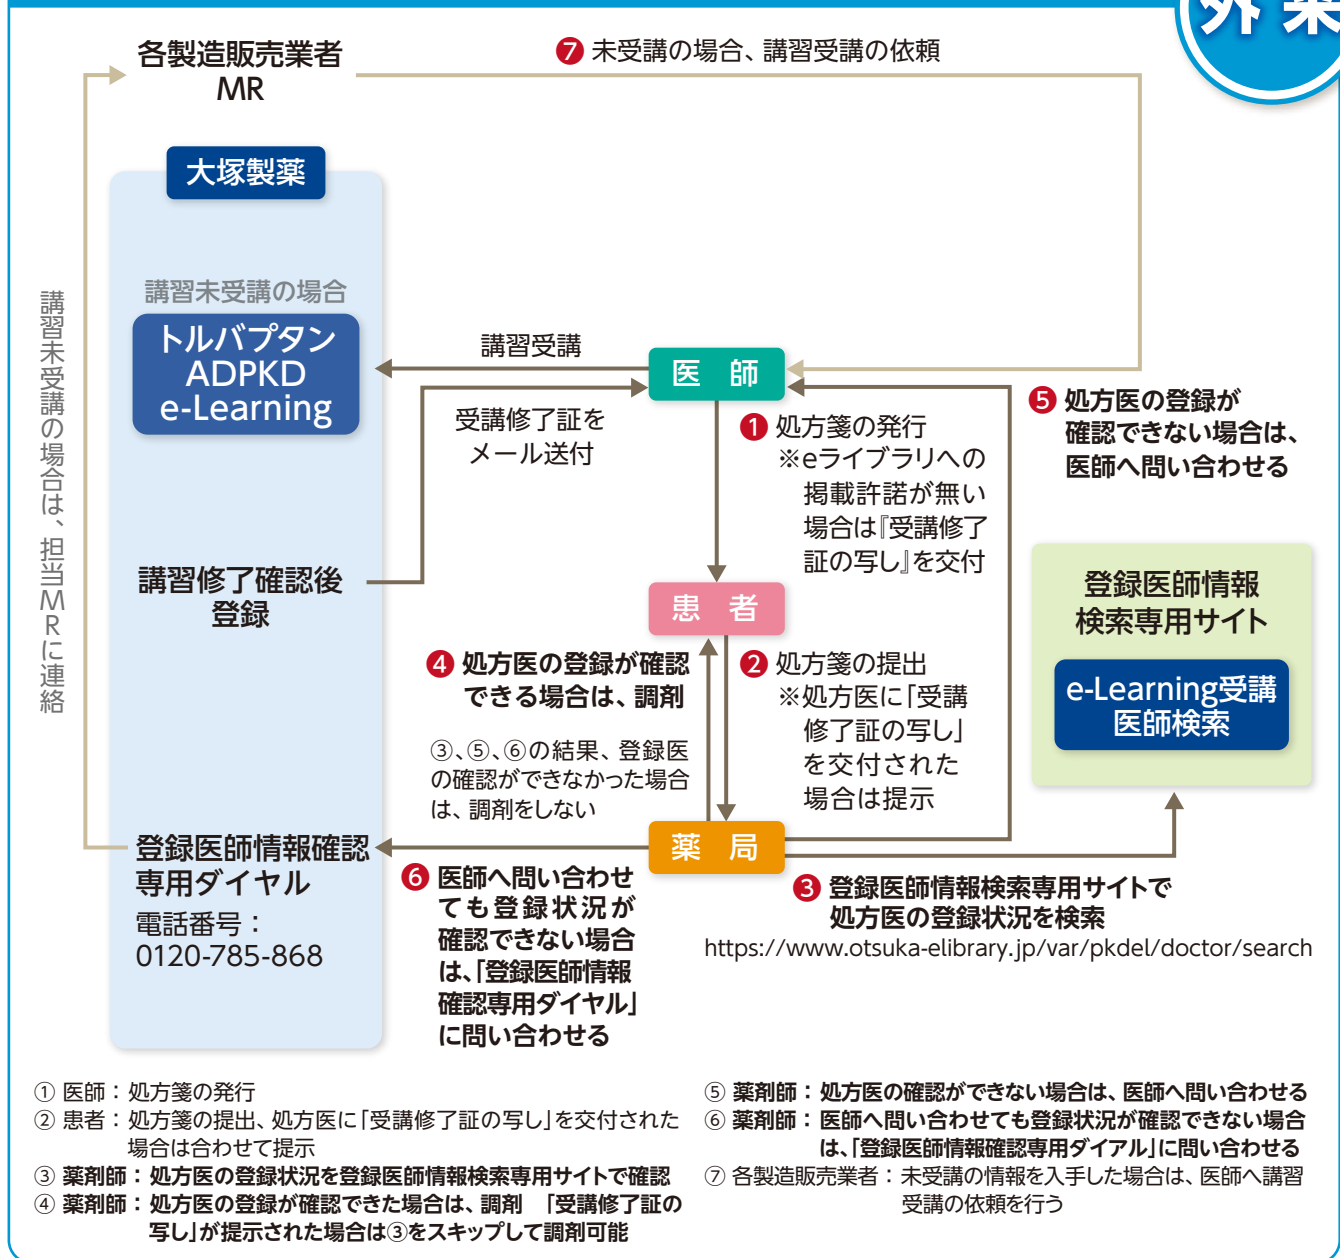 外来
各製造販売業者
MR
❼ 未受講の場合、講習受講の依頼
大塚製薬
講習未受講の場合は、担当MRに連絡
講習未受講の場合
トルバプタン
ADPKD
e-Learning
講習受講
医 師
受講修了証を
メール送付
❶ 処方箋の発行
※eライブラリへの
掲載許諾が無い
場合は『受講修了
証の写し』を交付
❺ 処方医の登録が
確認できない場合は、
医師へ問い合わせる
講習修了確認後
登録
患 者
登録医師情報
検索専用サイト
e-Learning受講
医師検索
❹ 処方医の登録が確認
できる場合は、調剤
③、⑤、⑥の結果、登録医
の確認ができなかった場合
は、調剤をしない
❷ 処方箋の提出
※処方医に「受講
修了証の写し」
を交付された
場合は提示
登録医師情報確認
専用ダイヤル
電話番号：
0120-785-868
薬 局
❻ 医師へ問い合わせ
ても登録状況が
確認できない場合
は、「登録医師情報
確認専用ダイヤル」
に問い合わせる
❸ 登録医師情報検索専用サイトで
処方医の登録状況を検索
https://www.otsuka-elibrary.jp/var/pkdel/doctor/search
① 医師：処方箋の発行
② 患者：処方箋の提出、処方医に「受講修了証の写し」を交付された
場合は合わせて提示
③ 薬剤師：処方医の登録状況を登録医師情報検索専用サイトで確認
④ 薬剤師：処方医の登録が確認できた場合は、調剤 「受講修了証の
写し」が提示された場合は③をスキップして調剤可能
⑤ 薬剤師：処方医の確認ができない場合は、医師へ問い合わせる
⑥ 薬剤師：医師へ問い合わせても登録状況が確認できない場合
は、「登録医師情報確認専用ダイアル」に問い合わせる
⑦ 各製造販売業者：未受講の情報を入手した場合は、医師へ講習
受講の依頼を行う